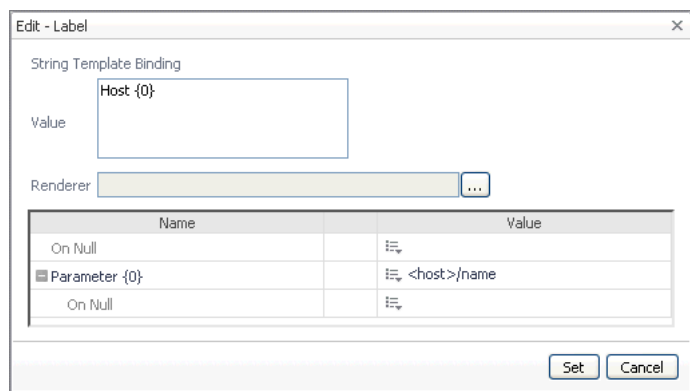 Edit - Label
String Template Binding
Value
Host {0}
Renderer
...
Name Value
On Null
Parameter {0} <host>/name
On Null
Set Cancel